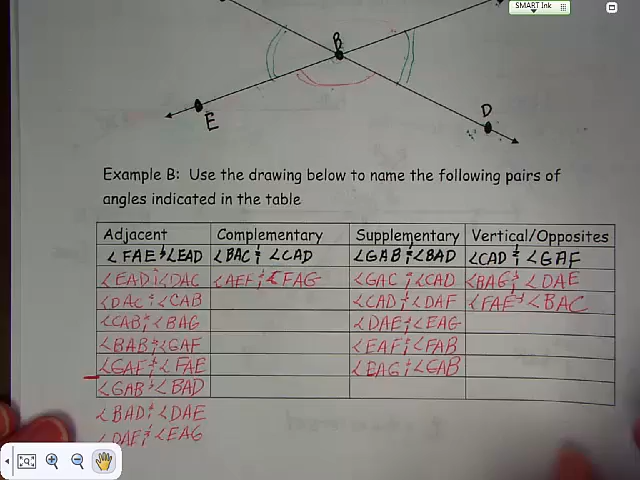 SMART Ink
B
E
D
Example B: Use the drawing below to name the following pairs of
angles indicated in the table
Adjacent Complementary Supplementary Vertical/Opposites
∠FAE & ∠EAD ∠BAC & ∠CAD ∠GAB & ∠BAD ∠CAD & ∠GAF
∠EAD & ∠DAC ∠AEF & ∠FAG ∠GAC & ∠CAD ∠BAG & ∠DAE
∠DAC & ∠CAB ∠CAD & ∠DAF ∠FAE & ∠BAC
∠CAB & ∠BAG ∠DAE & ∠EAG
∠BAB & ∠GAF ∠EAF & ∠FAB
∠GAF & ∠FAE ∠EAG & ∠GAB
∠GAB & ∠BAD
∠BAD & ∠DAE
∠DAE & ∠EAG